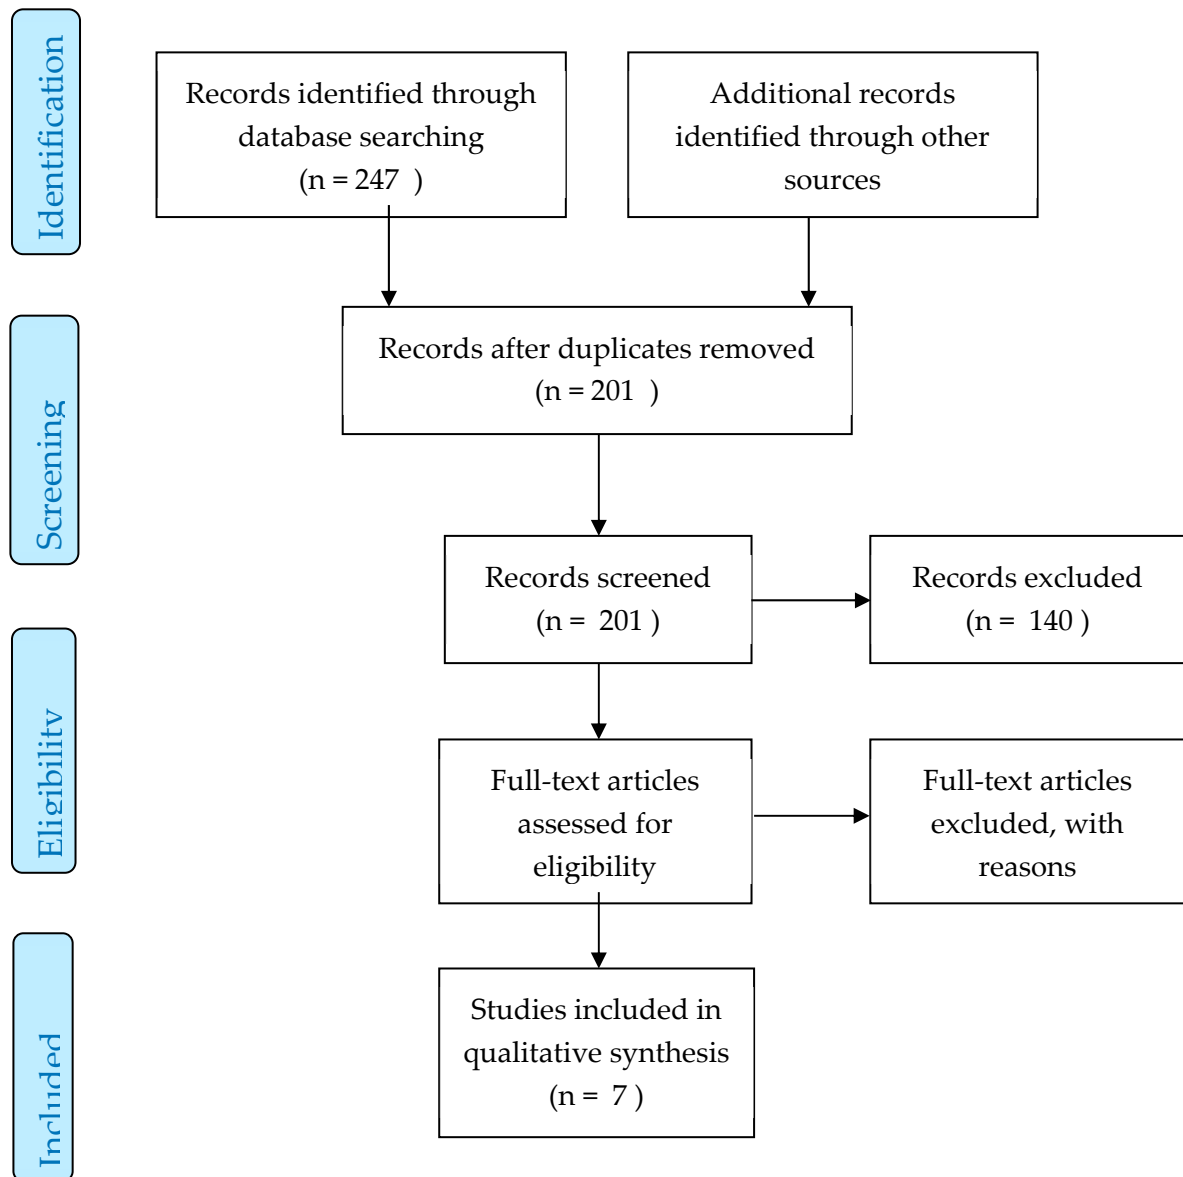 Identification
Records identified through
database searching
(n = 247 )
Additional records
identified through other
sources
Screening
Records after duplicates removed
(n = 201 )
Records screened
(n = 201 )
Records excluded
(n = 140 )
Eligibility
Full-text articles
assessed for
eligibility
Full-text articles
excluded, with
reasons
Included
Studies included in
qualitative synthesis
(n = 7 )